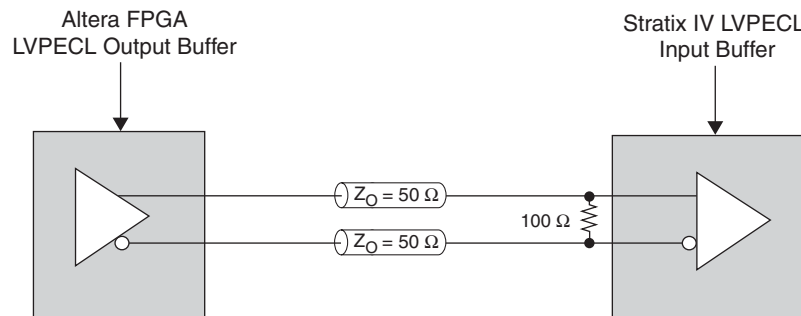 Altera FPGA
LVPECL Output Buffer
Stratix IV LVPECL
Input Buffer
Z_O = 50 Ω
100 Ω
Z_O = 50 Ω